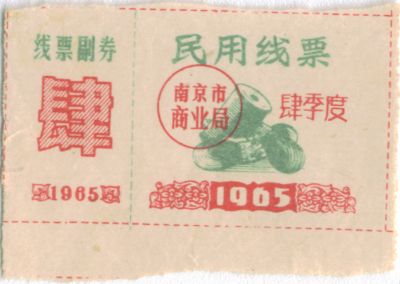 线票副券
肆
1965
民用线票
南京市
商业局
肆季度
1965